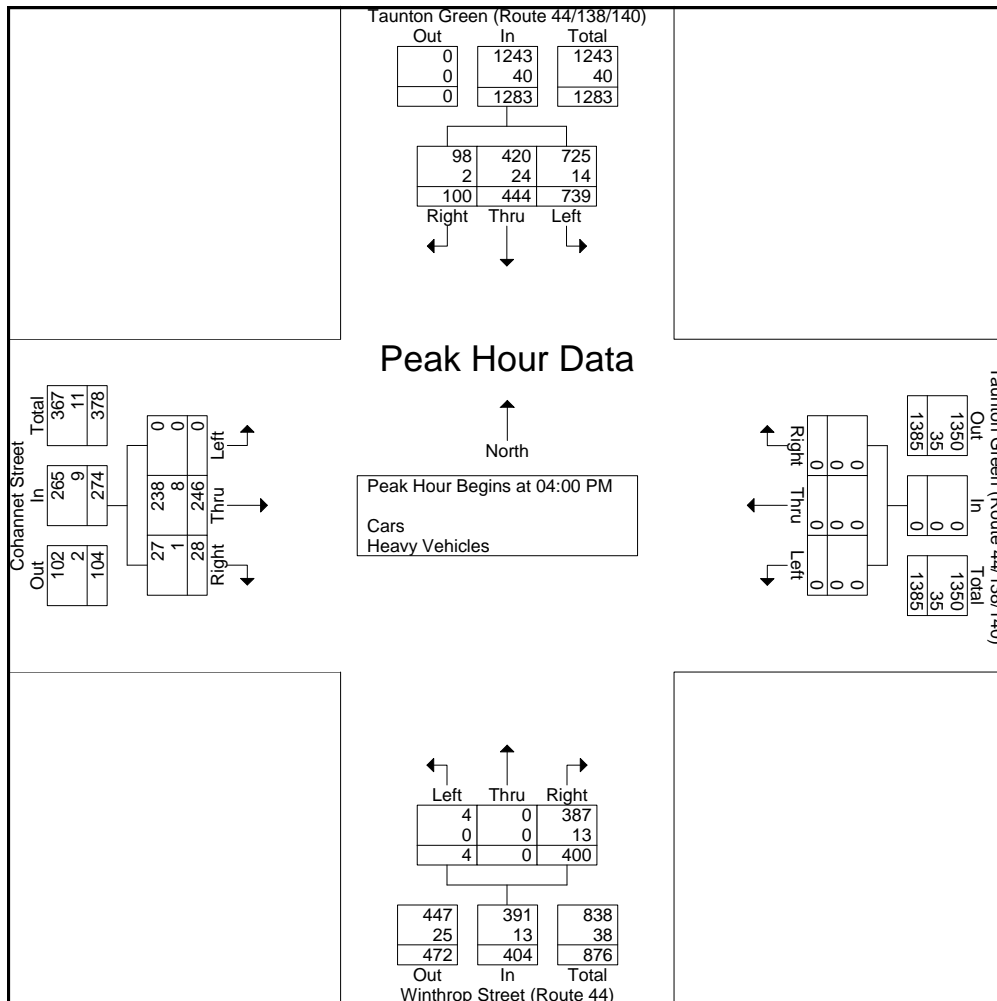 Taunton Green (Route 44/138/140)
Out In Total
0 1243 1243
0 40 40
0 1283 1283
98 420 725
2 24 14
100 444 739
Right Thru Left
Peak Hour Data
North
Peak Hour Begins at 04:00 PM
Cars
Heavy Vehicles
Cohannet Street
Out In Total
102 265 367
2 9 11
104 274 378
27 238 0
1 8 0
28 246 0
Right Thru Left
Taunton Green (Route 44/138/140)
Out In Total
1350 0 1350
35 0 35
1385 0 1385
0 0 0
0 0 0
0 0 0
Right Thru Left
Left Thru Right
4 0 387
0 0 13
4 0 400
447 391 838
25 13 38
472 404 876
Out In Total
Winthrop Street (Route 44)